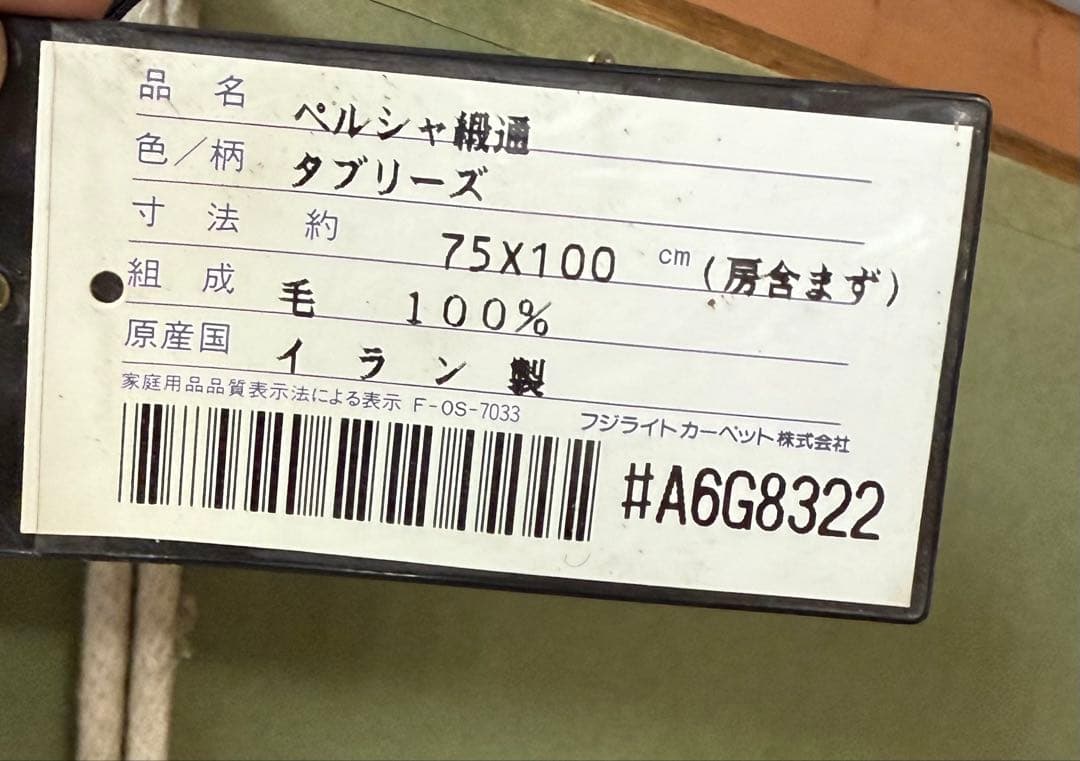 品名 ペルシャ緞通
色／柄 タブリーズ
寸法 約 75X100 cm (房含まず)
組成 毛 100%
原産国 イラン製
家庭用品品質表示法による表示 F-OS-7033
フジライトカーペット株式会社
#A6G8322